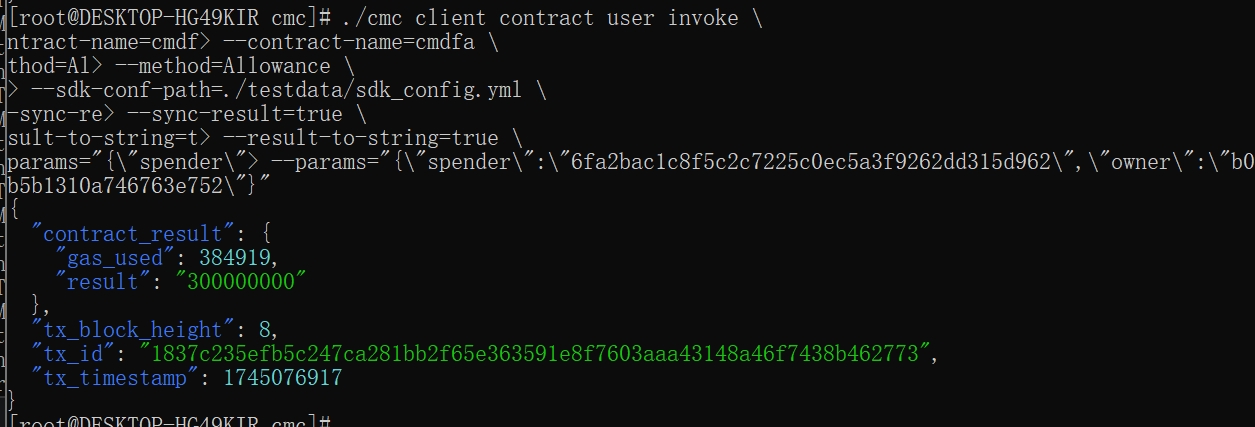 [root@DESKTOP-HG49KIR cmc]# ./cmc client contract user invoke \
ntract-name=cmdf> --contract-name=cmdfa \
thod=Al> --method=Allowance \
> --sdk-conf-path=./testdata/sdk_config.yml \
-sync-re> --sync-result=true \
sult-to-string=t> --result-to-string=true \
params="{\"spender\"> --params="{\"spender\":\"6fa2bac1c8f5c2c7225c0ec5a3f9262dd315d962\",\"owner\":\"b0
b5b1310a746763e752\"}"
{
  "contract_result": {
    "gas_used": 384919,
    "result": "300000000"
  },
  "tx_block_height": 8,
  "tx_id": "1837c235efb5c247ca281bb2f65e363591e8f7603aaa43148a46f7438b462773",
  "tx_timestamp": 1745076917
}
[root@DESKTOP-HG49KIR cmc]#